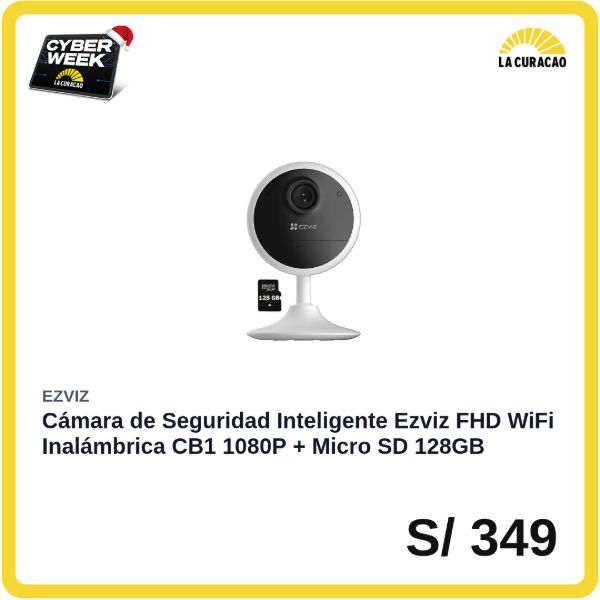 CYBER
WEEK
LA CURACAO
LA CURACAO
EZVIZ
microSD
128 GB
EZVIZ
Cámara de Seguridad Inteligente Ezviz FHD WiFi
Inalámbrica CB1 1080P + Micro SD 128GB
S/ 349